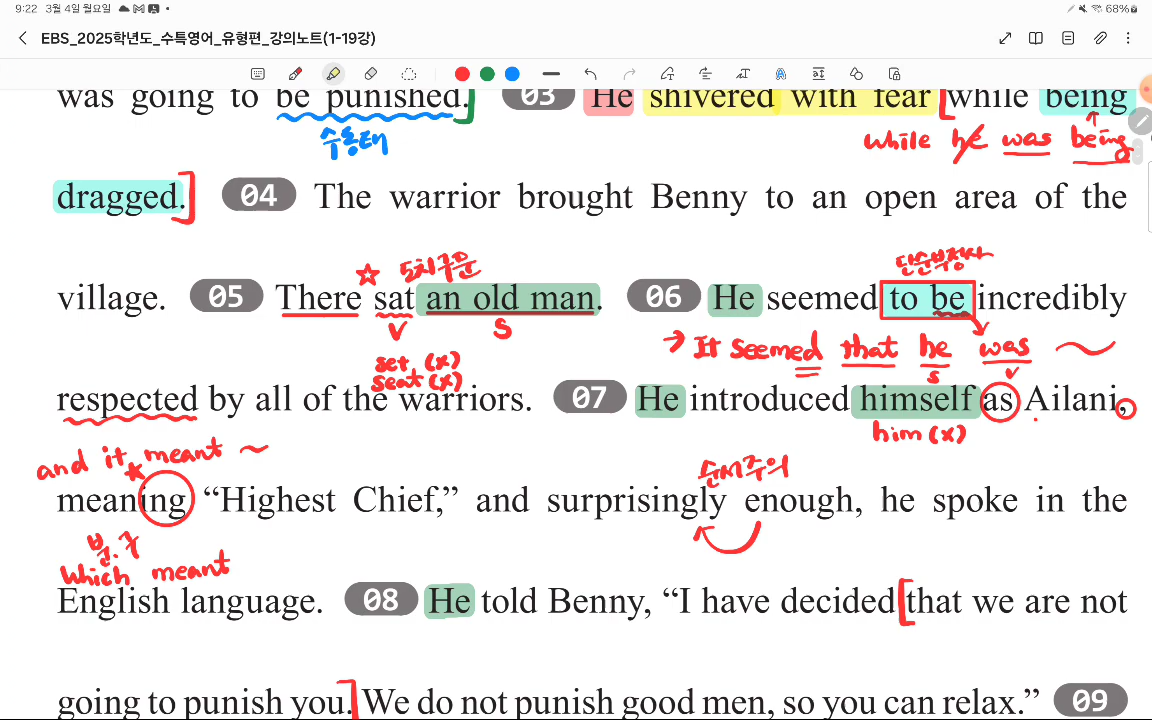 9:22 3월 4일 월요일 68%
EBS_2025학년도_수특영어_유형편_강의노트(1-19강)
was going to be punished. 03 He shivered with fear while being
수동태
while he was being
dragged. 04 The warrior brought Benny to an open area of the
☆ 도치구문
단순부정사
village. 05 There sat an old man. 06 He seemed to be incredibly
V S
→ It seemed that he was ~
s v
set (x)
seat (x)
respected by all of the warriors. 07 He introduced himself as Ailani,
him (x)
and it meant ~
순서주의
meaning “Highest Chief,” and surprisingly enough, he spoke in the
분.구
which meant
English language. 08 He told Benny, “I have decided that we are not
going to punish you. We do not punish good men, so you can relax.” 09